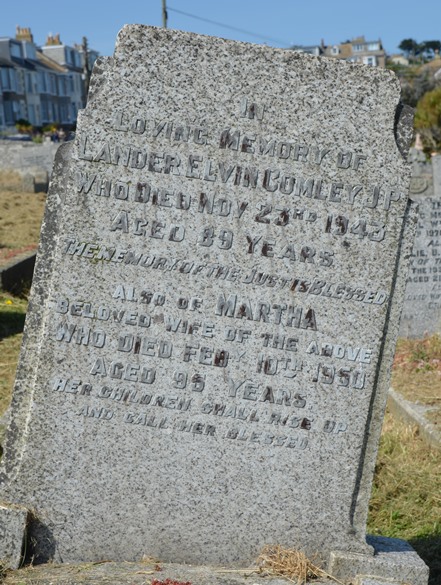 IN
LOVING MEMORY OF
LANDER ELVIN COMLEY, J.P.
WHO DIED NOV 23RD 1943
AGED 89 YEARS
THE MEMORY OF THE JUST IS BLESSED
ALSO OF MARTHA
BELOVED WIFE OF THE ABOVE
WHO DIED FEBY 10TH 1950
AGED 95 YEARS
HER CHILDREN SHALL RISE UP
AND CALL HER BLESSED